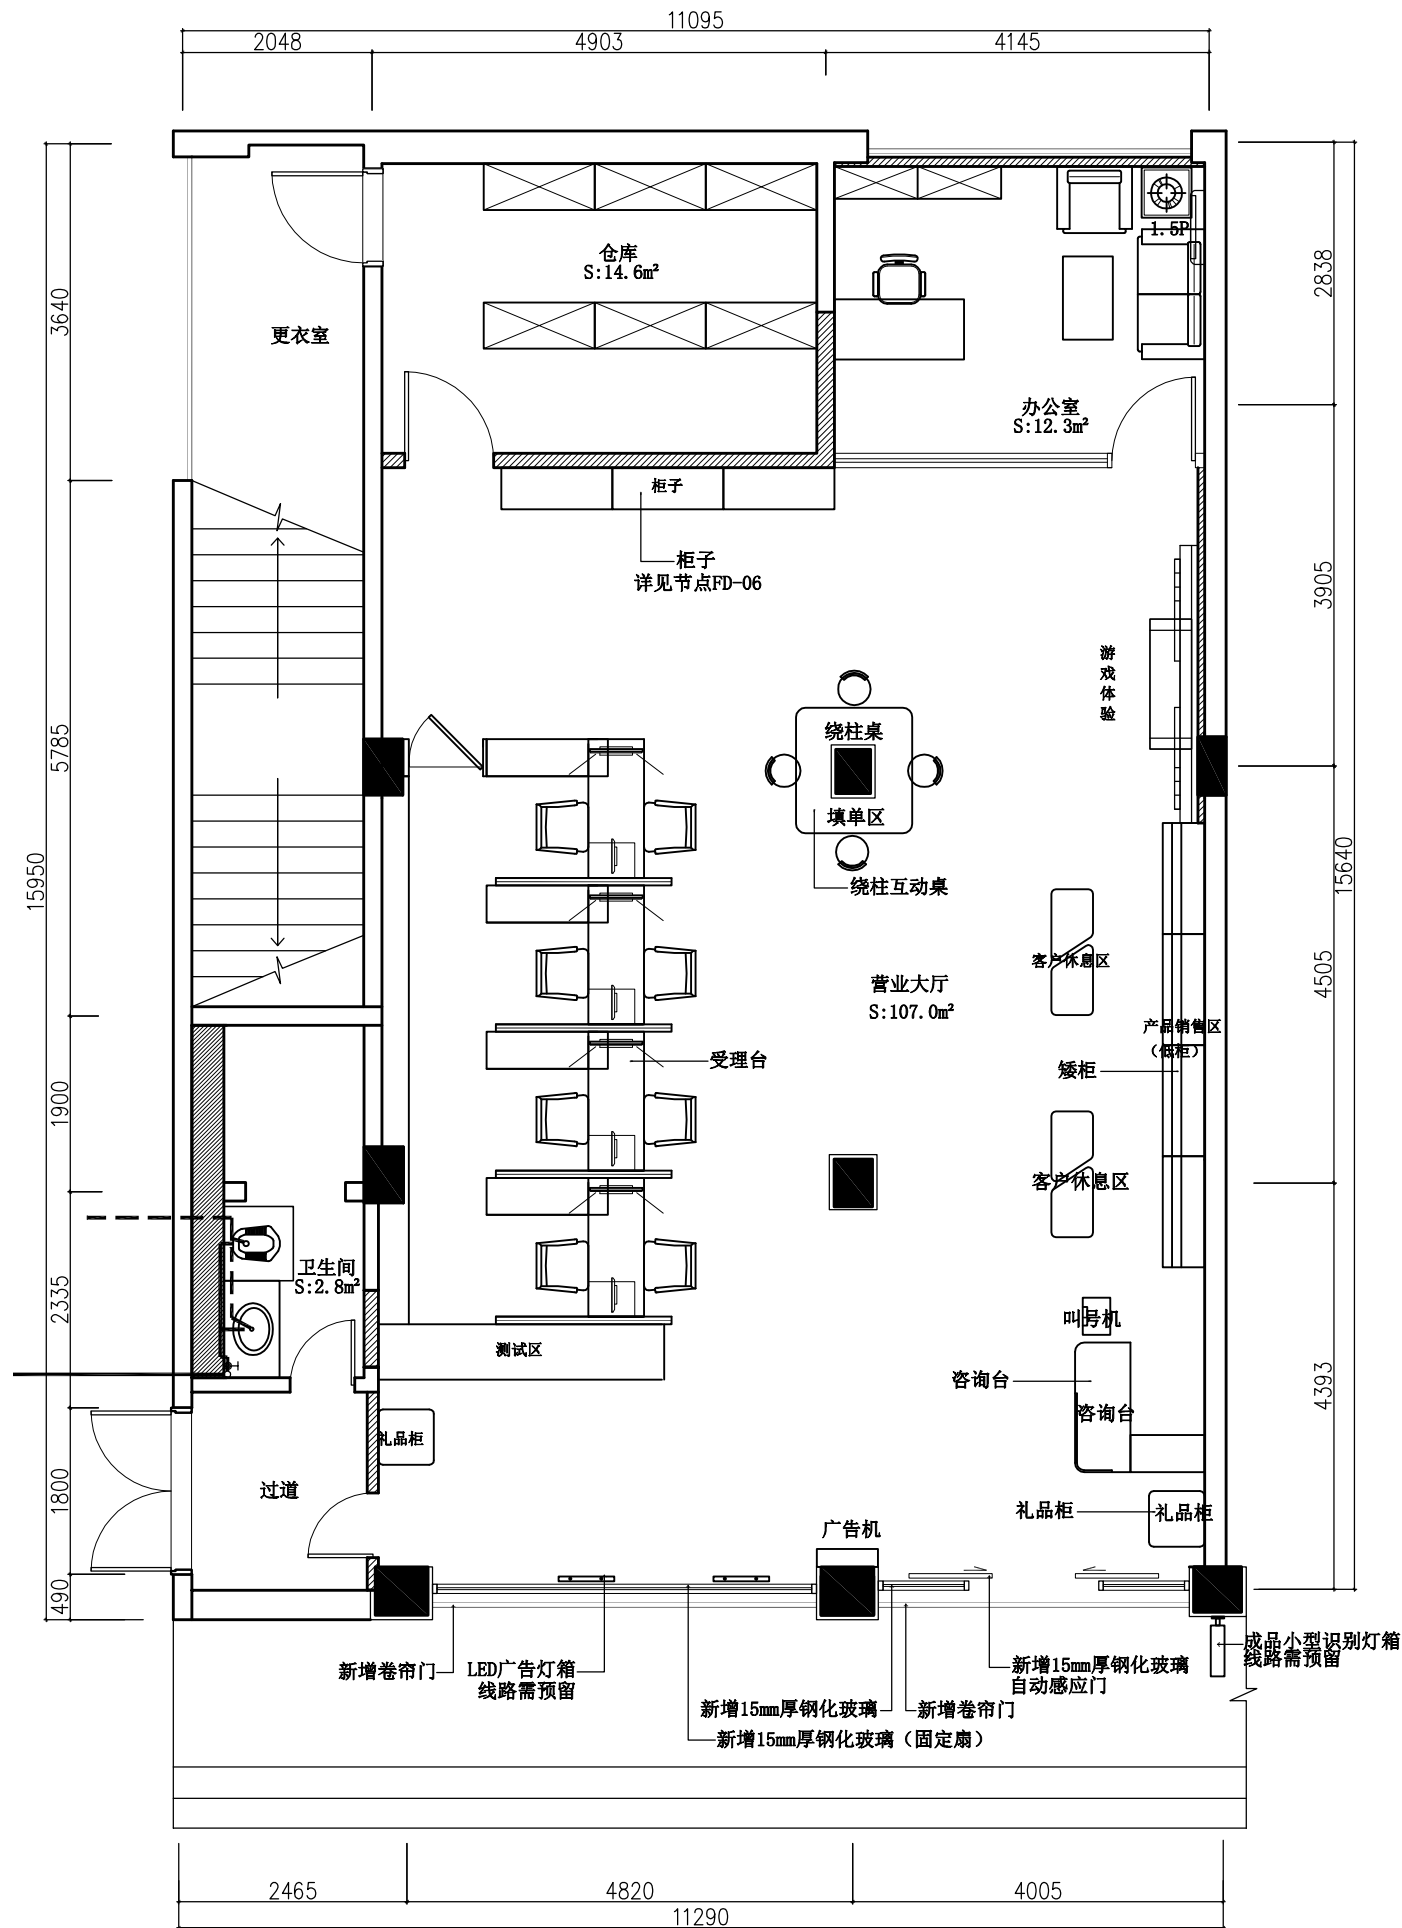 11095
2048
4903
4145
仓库
S:14.6m²
1.5P
2838
3640
更衣室
办公室
S:12.3m²
柜子
柜子
详见节点FD-06
3905
游
戏
体
验
5785
绕柱桌
填单区
绕柱互动桌
15950
15640
客户休息区
营业大厅
S:107.0m²
4505
产品销售区
（低柜）
受理台
矮柜
1900
客户休息区
卫生间
S:2.8m²
2335
叫号机
测试区
咨询台
4393
咨询台
礼品柜
过道
1800
礼品柜
礼品柜
广告机
490
新增卷帘门
LED广告灯箱
线路需预留
新增15mm厚钢化玻璃
自动感应门
成品小型识别灯箱
线路需预留
新增15mm厚钢化玻璃
新增卷帘门
新增15mm厚钢化玻璃（固定扇）
2465
4820
4005
11290